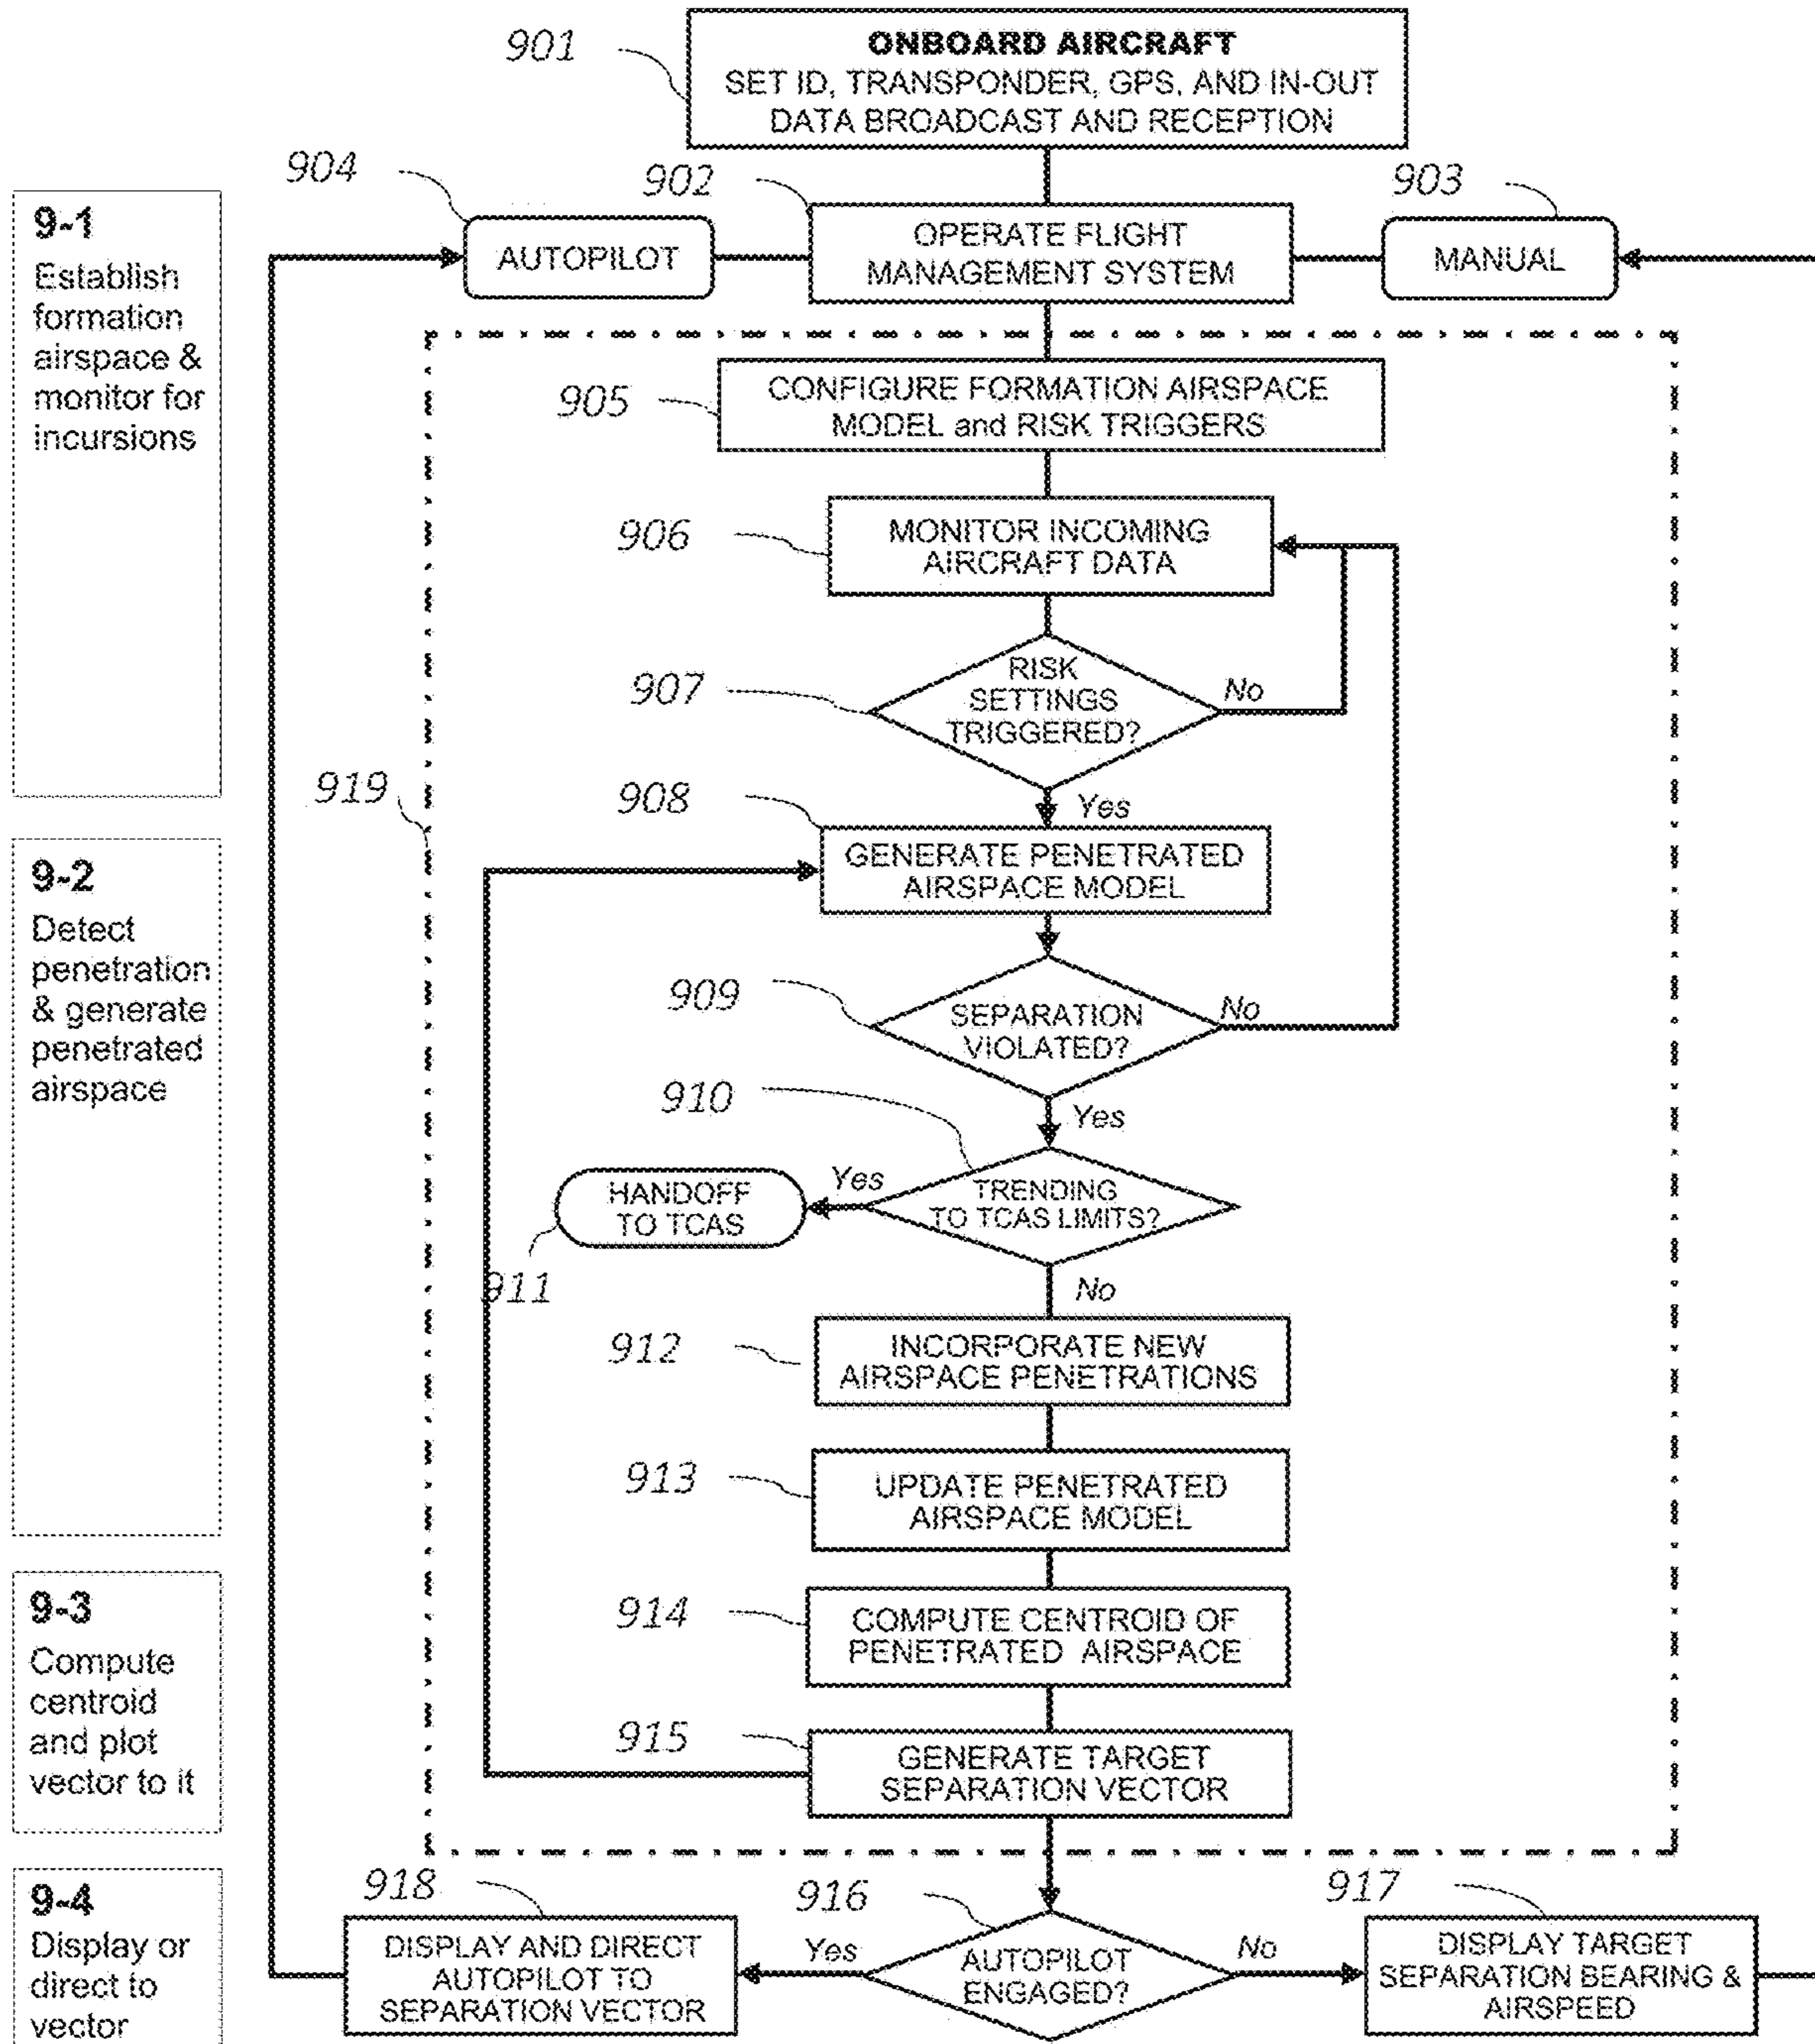 901
ONBOARD AIRCRAFT
SET ID, TRANSPONDER, GPS, AND IN-OUT
DATA BROADCAST AND RECEPTION
904
902
903
AUTOPILOT
OPERATE FLIGHT
MANAGEMENT SYSTEM
MANUAL
9-1
Establish
formation
airspace &
monitor for
incursions
905
CONFIGURE FORMATION AIRSPACE
MODEL and RISK TRIGGERS
906
MONITOR INCOMING
AIRCRAFT DATA
907
RISK
SETTINGS
TRIGGERED?
No
Yes
919
908
GENERATE PENETRATED
AIRSPACE MODEL
9-2
Detect
penetration
& generate
penetrated
airspace
909
SEPARATION
VIOLATED?
No
Yes
910
TRENDING
TO TCAS LIMITS?
Yes
HANDOFF
TO TCAS
911
No
912
INCORPORATE NEW
AIRSPACE PENETRATIONS
913
UPDATE PENETRATED
AIRSPACE MODEL
9-3
Compute
centroid
and plot
vector to it
914
COMPUTE CENTROID OF
PENETRATED AIRSPACE
915
GENERATE TARGET
SEPARATION VECTOR
9-4
Display or
direct to
vector
918
DISPLAY AND DIRECT
AUTOPILOT TO
SEPARATION VECTOR
916
Yes
AUTOPILOT
ENGAGED?
No
917
DISPLAY TARGET
SEPARATION BEARING &
AIRSPEED